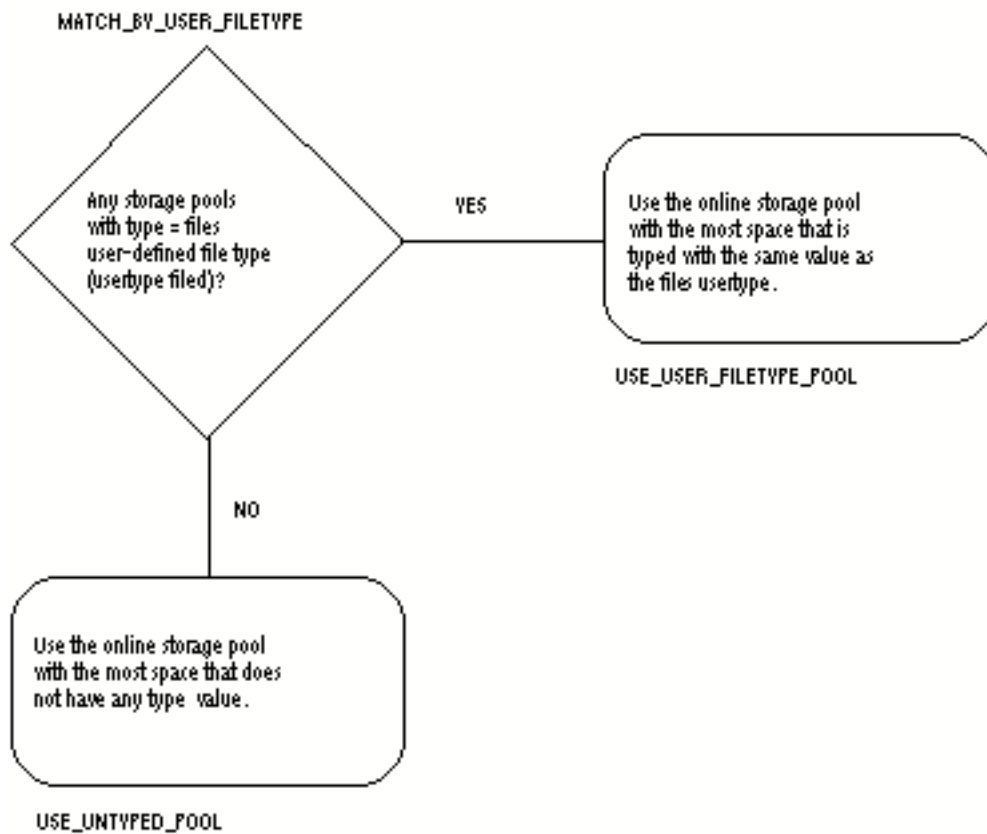 MATCH_BY_USER_FILETYPE
Any storage pools
with type = files
user-defined file type
(usertype filed)?
YES
Use the online storage pool
with the most space that is
typed with the same value as
the files usertype.
USE_USER_FILETYPE_POOL
NO
Use the online storage pool
with the most space that does
not have any type value.
USE_UNTYPED_POOL